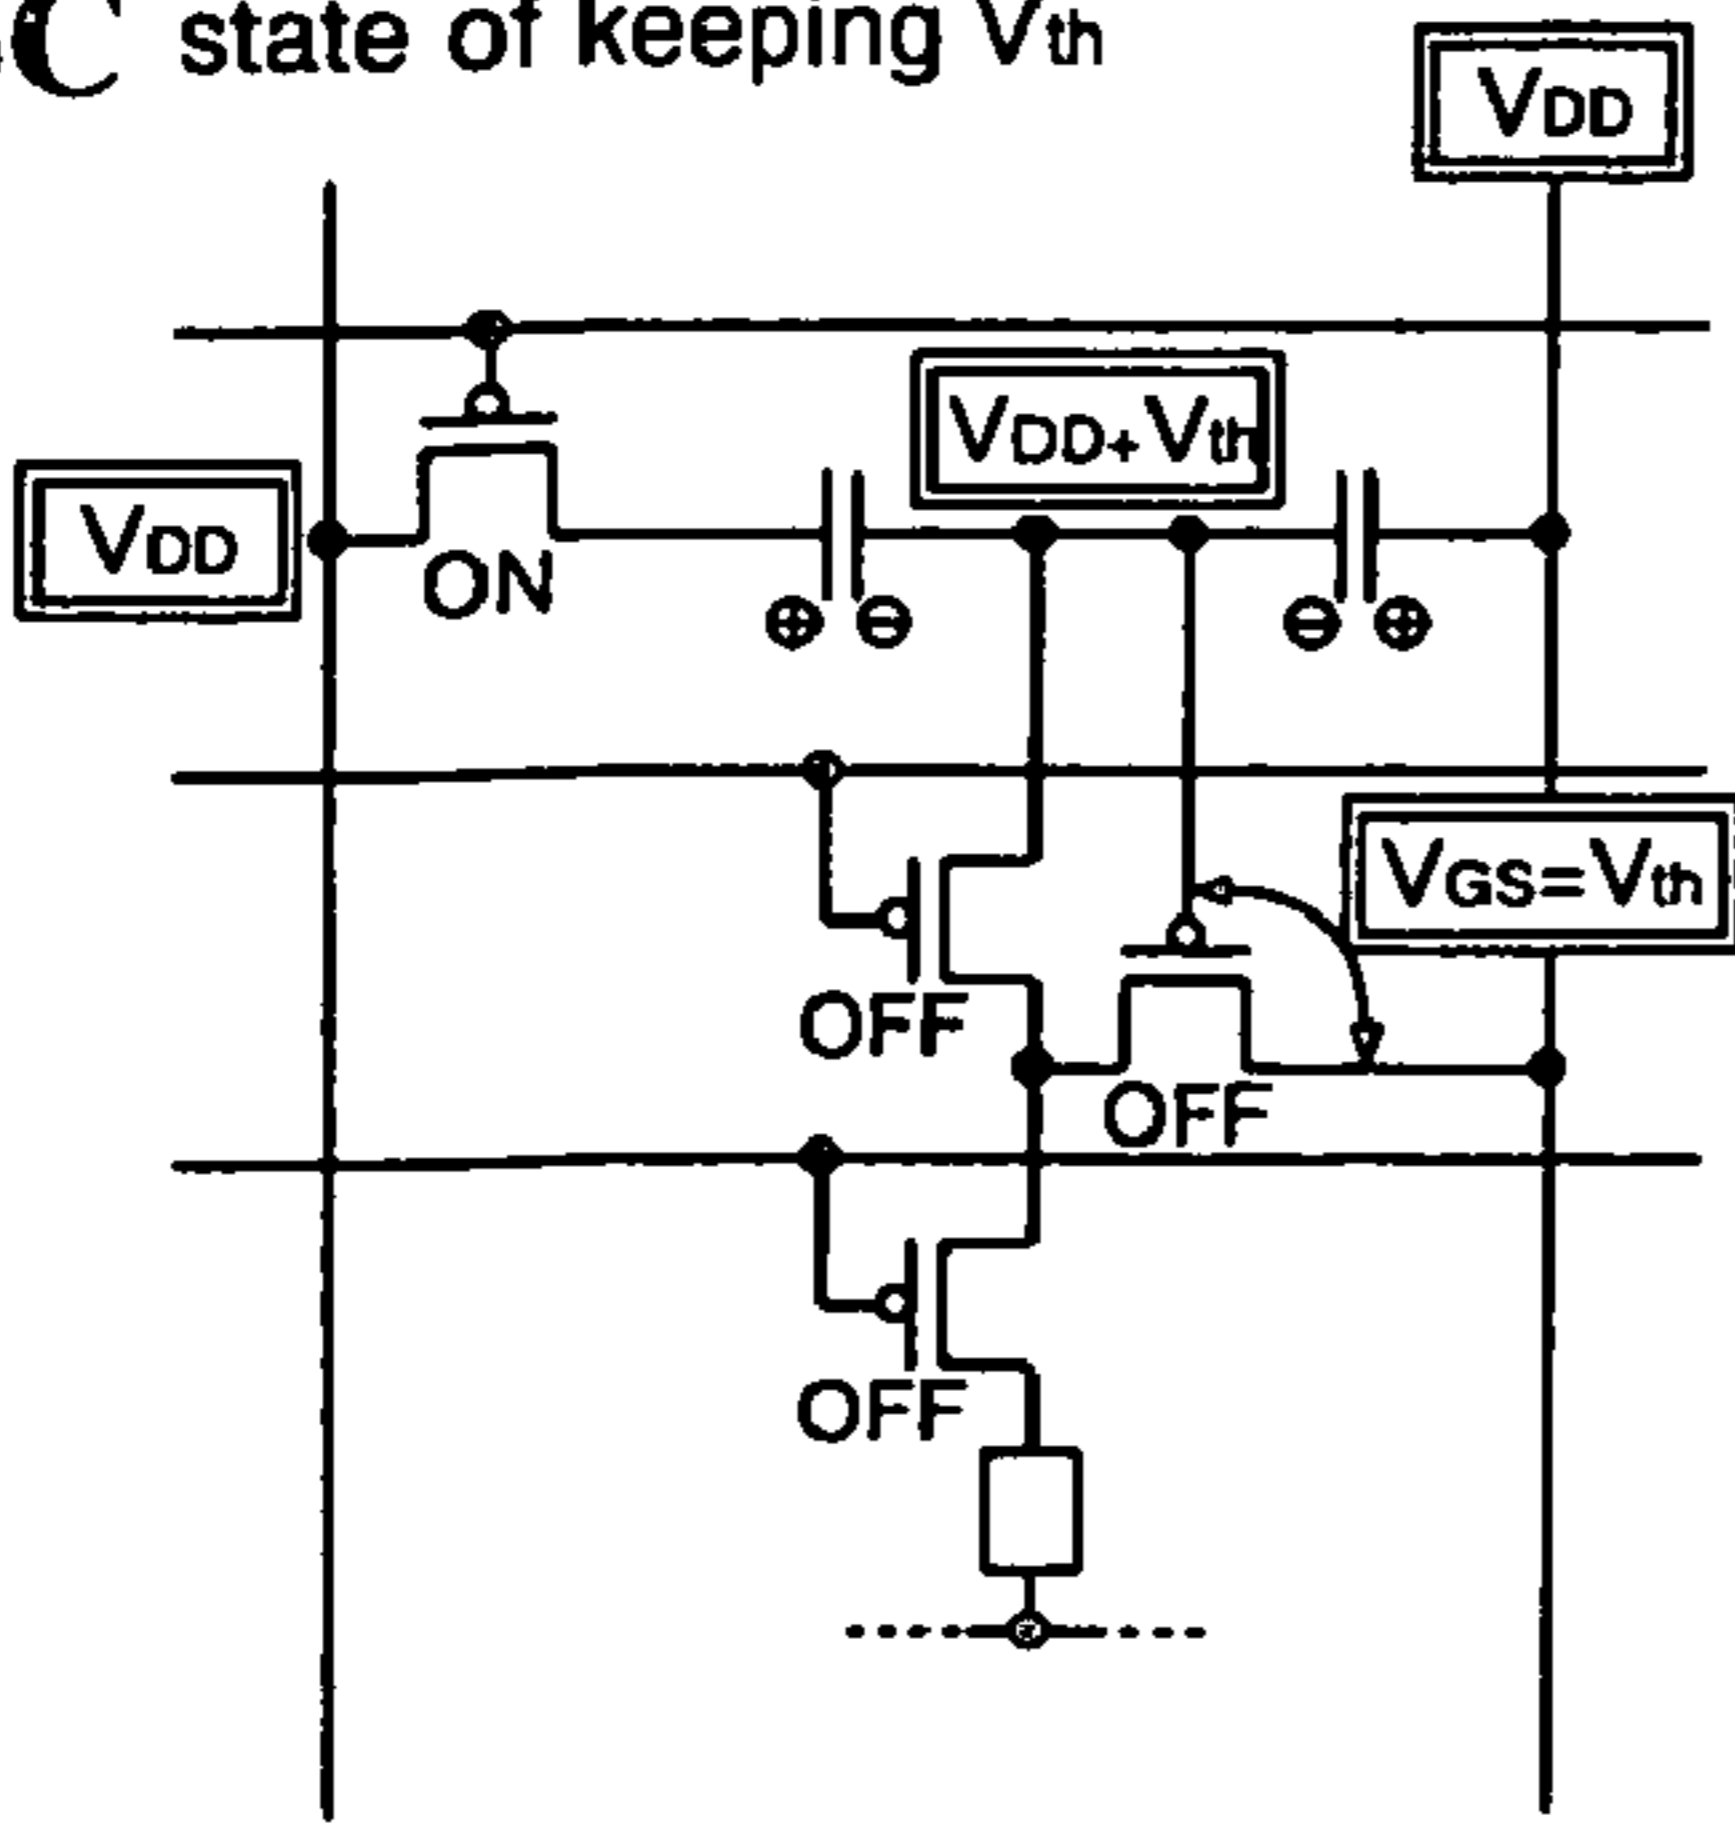 C state of keeping Vth
VDD
VDD+Vth
VDD
ON
⊕ ⊖
⊖ ⊕
VGS=Vth
OFF
OFF
OFF